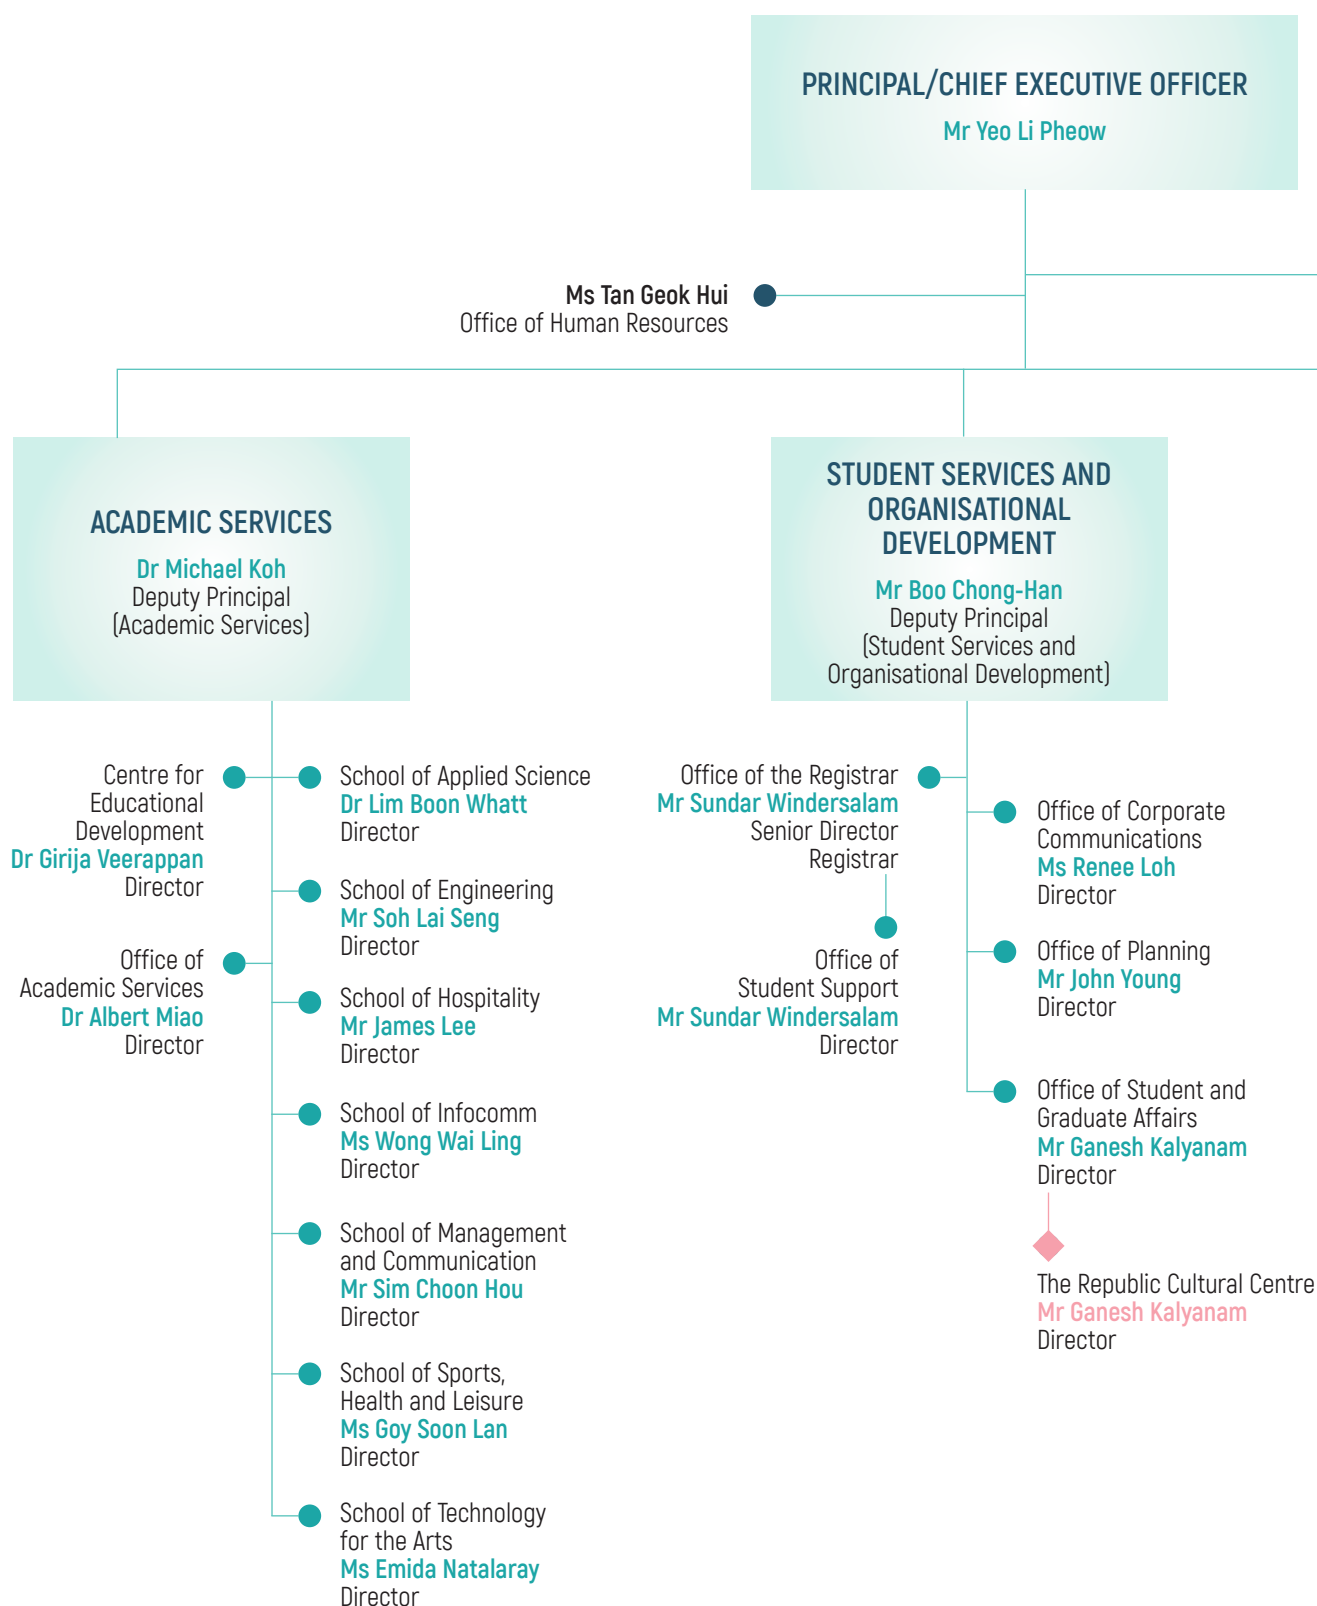 PRINCIPAL/CHIEF EXECUTIVE OFFICER
Mr Yeo Li Pheow
Ms Tan Geok Hui
Office of Human Resources
ACADEMIC SERVICES
Dr Michael Koh
Deputy Principal
(Academic Services)
STUDENT SERVICES AND
ORGANISATIONAL
DEVELOPMENT
Mr Boo Chong-Han
Deputy Principal
(Student Services and
Organisational Development)
Centre for
Educational
Development
Dr Girija Veerappan
Director
Office of
Academic Services
Dr Albert Miao
Director
School of Applied Science
Dr Lim Boon Whatt
Director
School of Engineering
Mr Soh Lai Seng
Director
School of Hospitality
Mr James Lee
Director
School of Infocomm
Ms Wong Wai Ling
Director
School of Management
and Communication
Mr Sim Choon Hou
Director
School of Sports,
Health and Leisure
Ms Goy Soon Lan
Director
School of Technology
for the Arts
Ms Emida Natalaray
Director
Office of the Registrar
Mr Sundar Windersalam
Senior Director
Registrar
Office of
Student Support
Mr Sundar Windersalam
Director
Office of Corporate
Communications
Ms Renee Loh
Director
Office of Planning
Mr John Young
Director
Office of Student and
Graduate Affairs
Mr Ganesh Kalyanam
Director
The Republic Cultural Centre
Mr Ganesh Kalyanam
Director